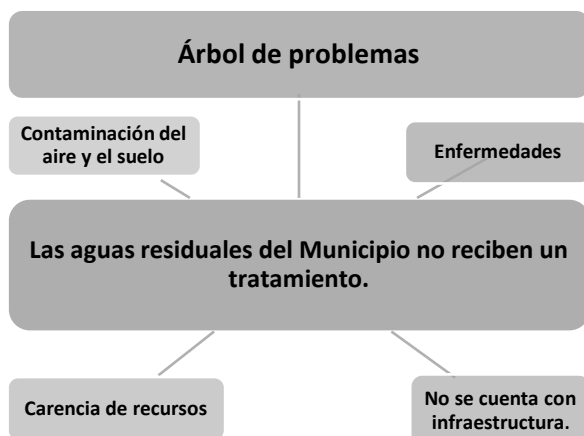 Árbol de problemas
Contaminación del
aire y el suelo
Enfermedades
Las aguas residuales del Municipio no reciben un
tratamiento.
Carencia de recursos
No se cuenta con
infraestructura.